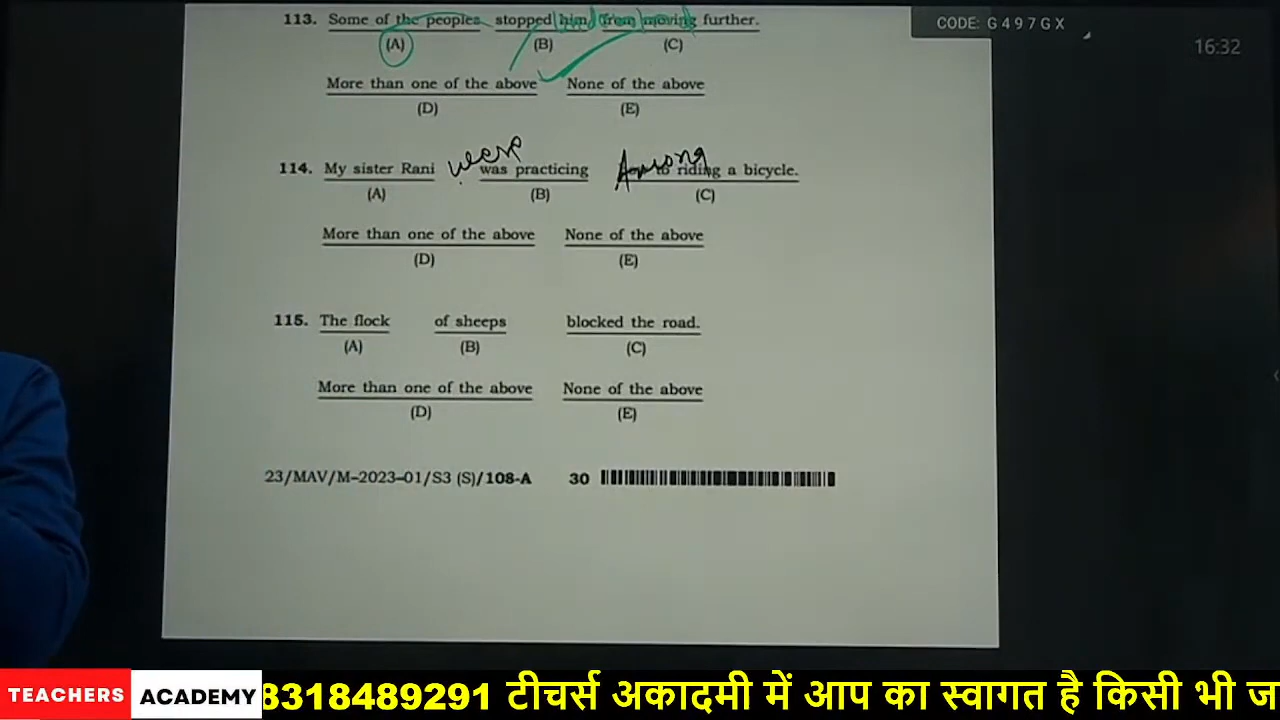 CODE: G 4 9 7 G X
16:32
113. Some of the peoples stopped him from moving further.
(A) (B) (C)
More than one of the above None of the above
(D) (E)
were Among
114. My sister Rani was practicing to riding a bicycle.
(A) (B) (C)
More than one of the above None of the above
(D) (E)
115. The flock of sheeps blocked the road.
(A) (B) (C)
More than one of the above None of the above
(D) (E)
23/MAV/M-2023-01/S3 (S)/108-A 30
TEACHERS ACADEMY 8318489291 टीचर्स अकादमी में आप का स्वागत है किसी भी ज